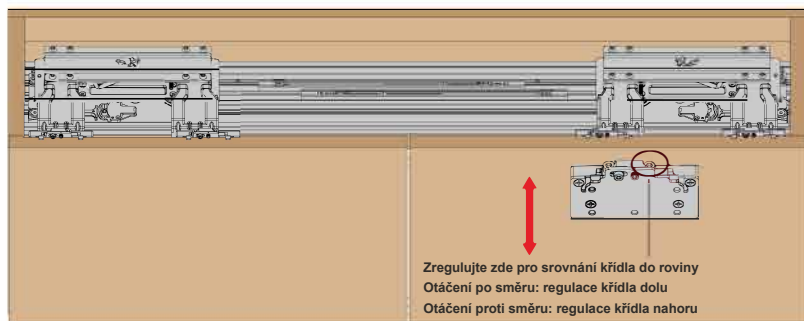 Zregulujte zde pro srovnání křídla do roviny
Otáčení po směru: regulace křídla dolu
Otáčení proti směru: regulace křídla nahoru